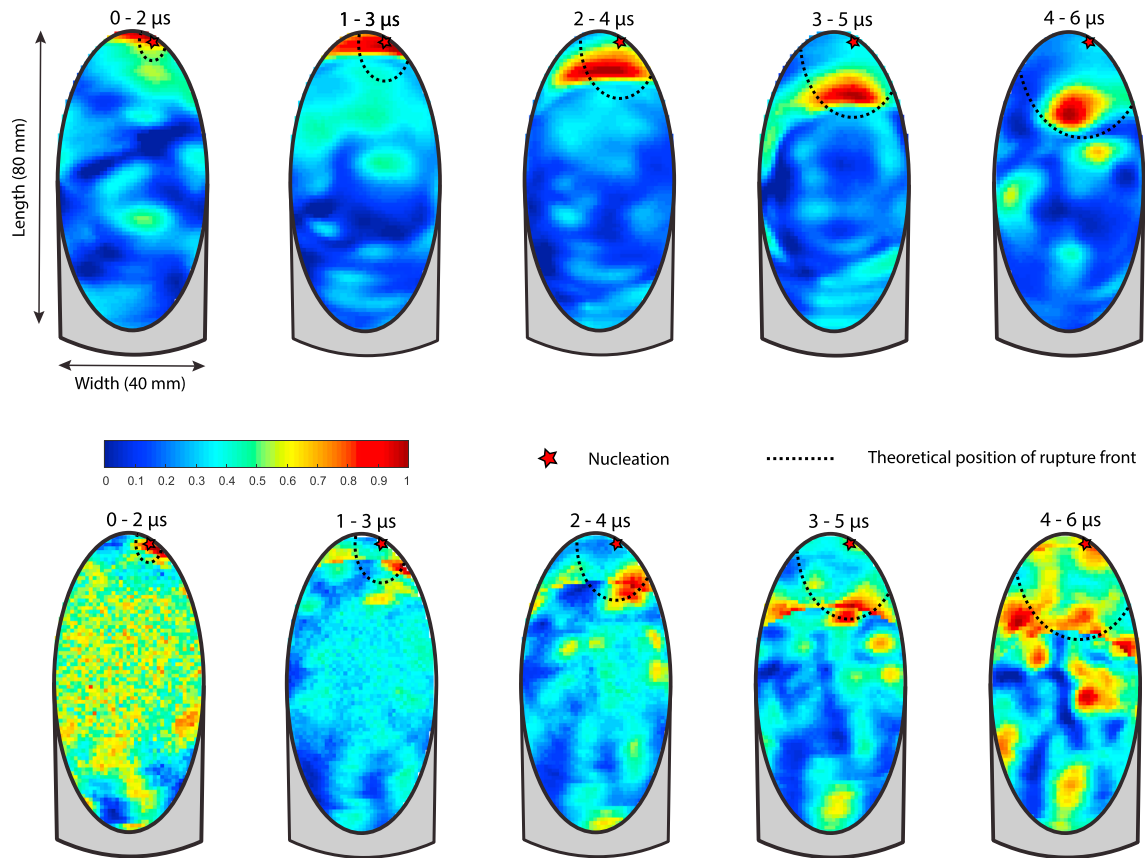 0 - 2 µs
1 - 3 µs
2 - 4 µs
3 - 5 µs
4 - 6 µs
Length (80 mm)
Width (40 mm)
0 0.1 0.2 0.3 0.4 0.5 0.6 0.7 0.8 0.9 1
Nucleation
Theoretical position of rupture front
0 - 2 µs
1 - 3 µs
2 - 4 µs
3 - 5 µs
4 - 6 µs